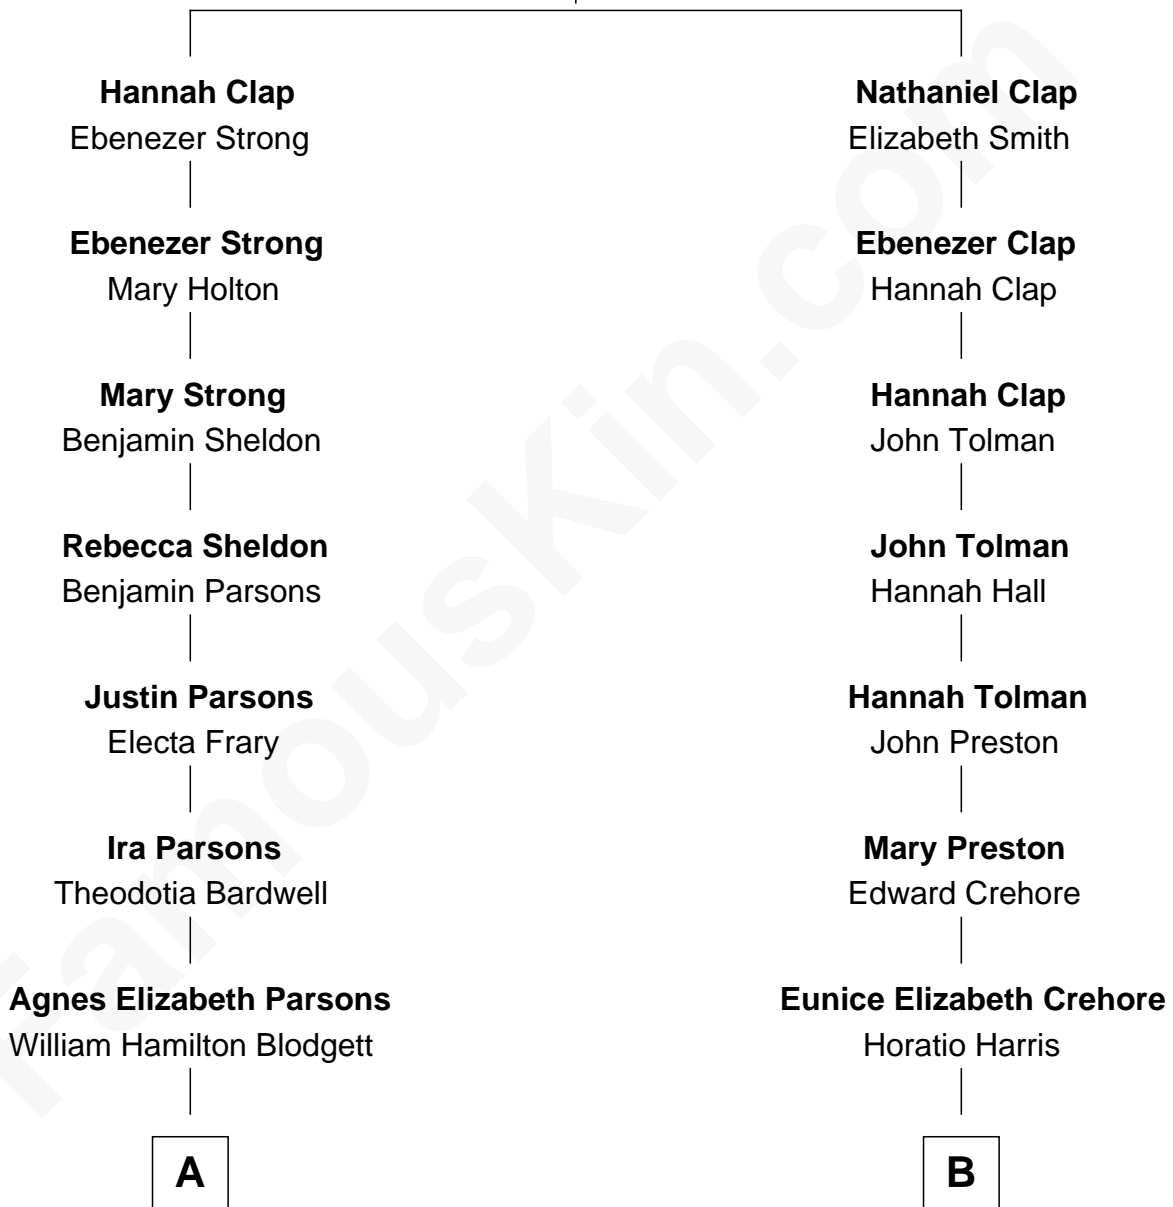 Hannah Clap
Ebenezer Strong
Ebenezer Strong
Mary Holton
Mary Strong
Benjamin Sheldon
Rebecca Sheldon
Benjamin Parsons
Justin Parsons
Electa Frary
Ira Parsons
Theodotia Bardwell
Agnes Elizabeth Parsons
William Hamilton Blodgett
A
Nathaniel Clap
Elizabeth Smith
Ebenezer Clap
Hannah Clap
Hannah Clap
John Tolman
John Tolman
Hannah Hall
Hannah Tolman
John Preston
Mary Preston
Edward Crehore
Eunice Elizabeth Crehore
Horatio Harris
B
FamousKin.com